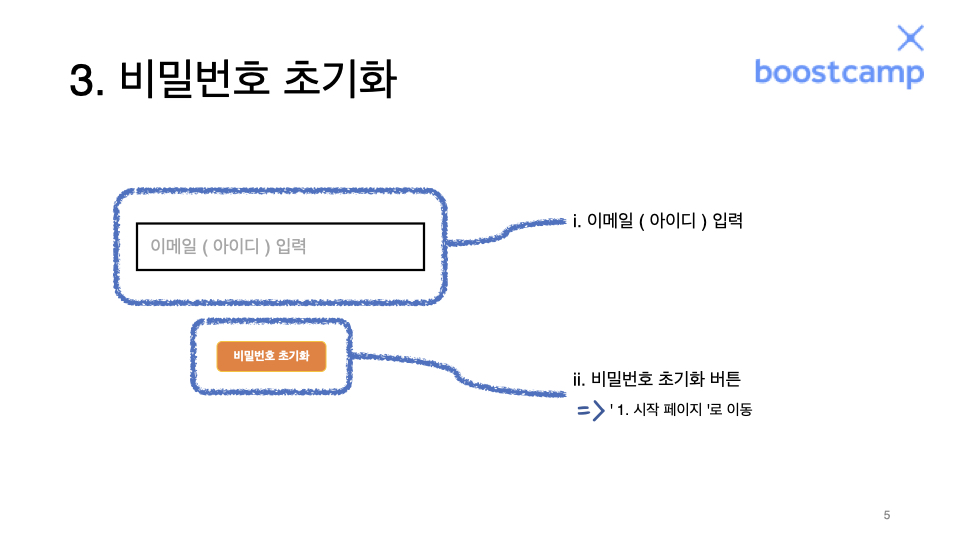 3. 비밀번호 초기화
boostcamp
이메일 ( 아이디 ) 입력
i. 이메일 ( 아이디 ) 입력
비밀번호 초기화
ii. 비밀번호 초기화 버튼
=> ' 1. 시작 페이지 '로 이동
5